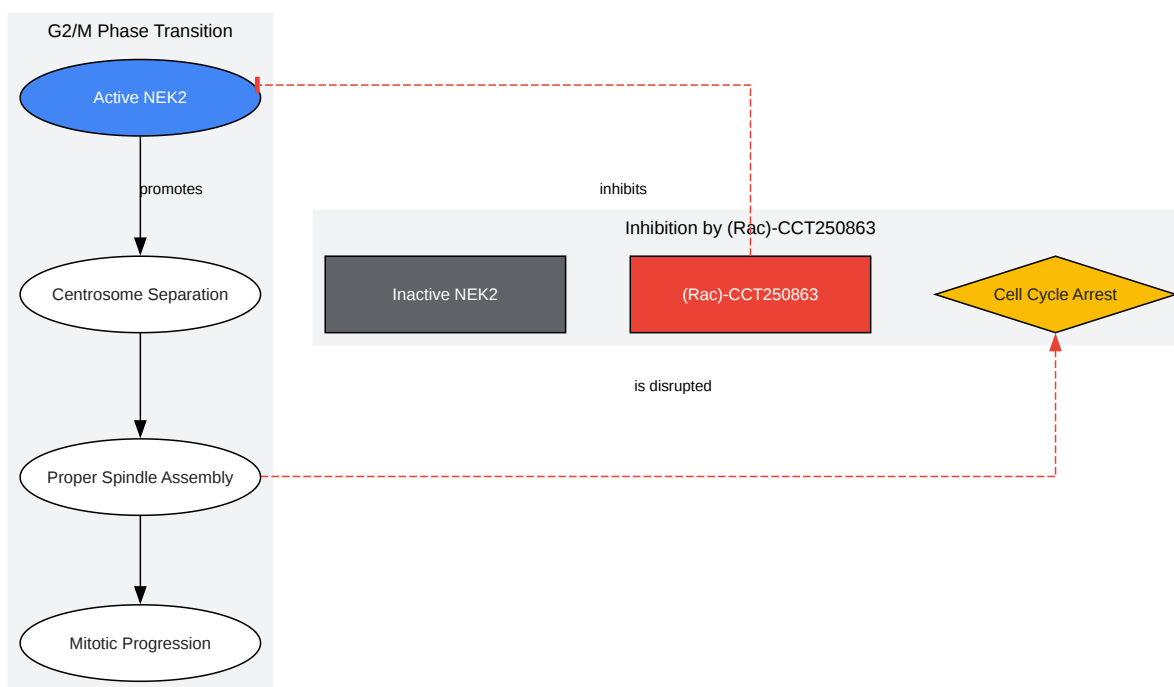 G2/M Phase Transition
Active NEK2
promotes
inhibits
Inhibition by (Rac)-CCT250863
Centrosome Separation
Inactive NEK2
(Rac)-CCT250863
Cell Cycle Arrest
is disrupted
Proper Spindle Assembly
Mitotic Progression